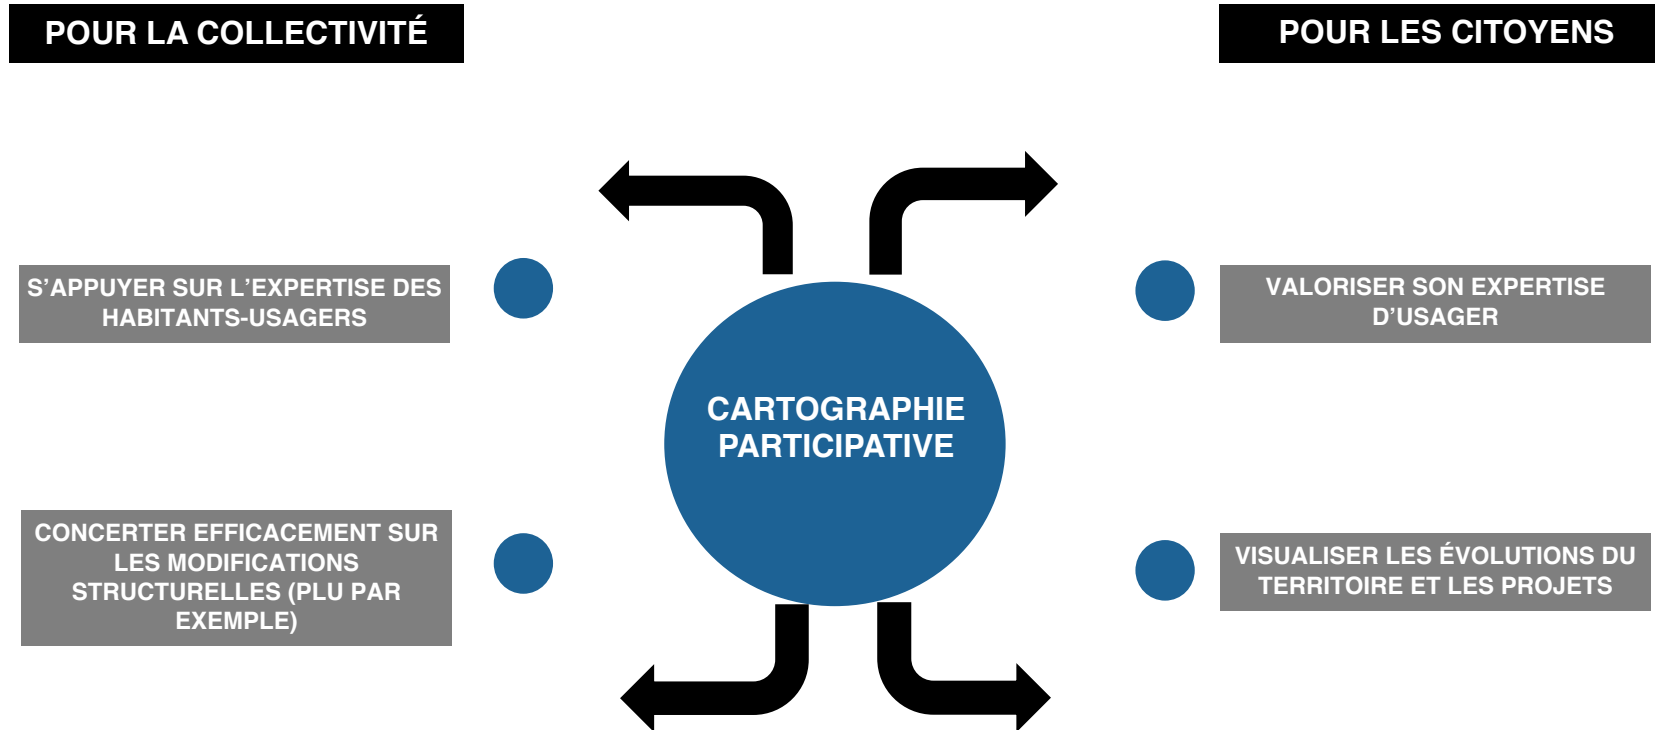 POUR LA COLLECTIVITÉ
POUR LES CITOYENS
S’APPUYER SUR L’EXPERTISE DES
HABITANTS-USAGERS
VALORISER SON EXPERTISE
D’USAGER
CARTOGRAPHIE
PARTICIPATIVE
CONCERTER EFFICACEMENT SUR
LES MODIFICATIONS
STRUCTURELLES (PLU PAR
EXEMPLE)
VISUALISER LES ÉVOLUTIONS DU
TERRITOIRE ET LES PROJETS